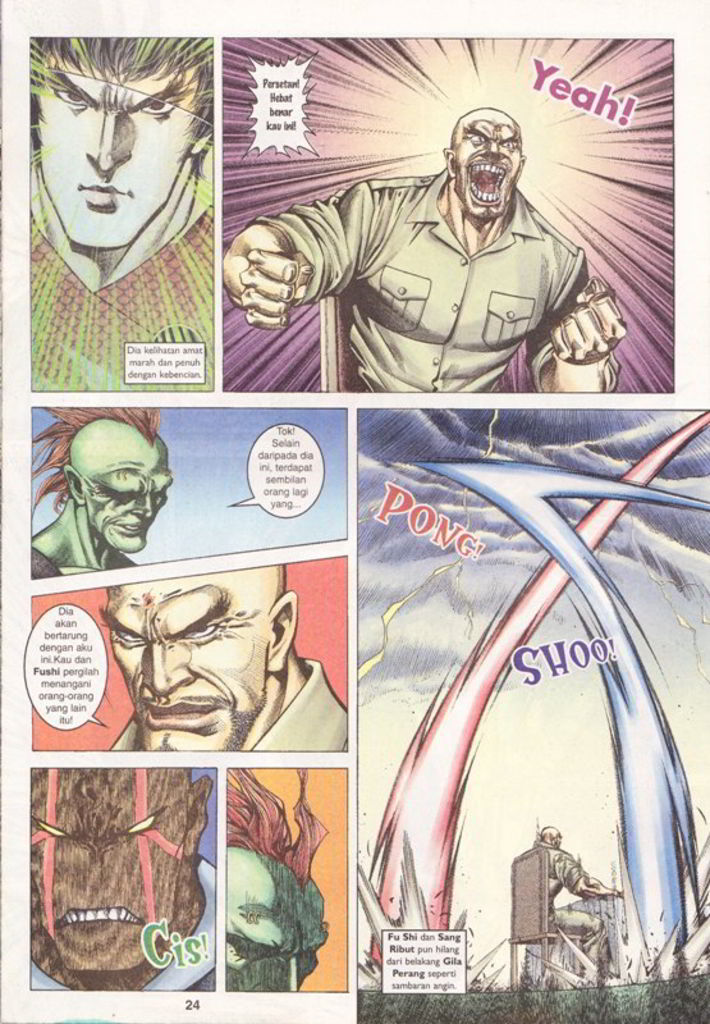 Persetan!
Hebat
benar
kau ini!
Yeah!
Dia kelihatan amat
marah dan penuh
dengan kebencian.
Tok!
Selain
daripada dia
ini, terdapat
sembilan
orang lagi
yang...
Dia
akan
bertarung
dengan aku
ini.Kau dan
Fushi pergilah
menangani
orang-orang
yang lain
itu!
PONG!
SHOO!
Cis!
Fu Shi dan Sang
Ribut pun hilang
dari belakang Gila
Perang seperti
sambaran angin.
24